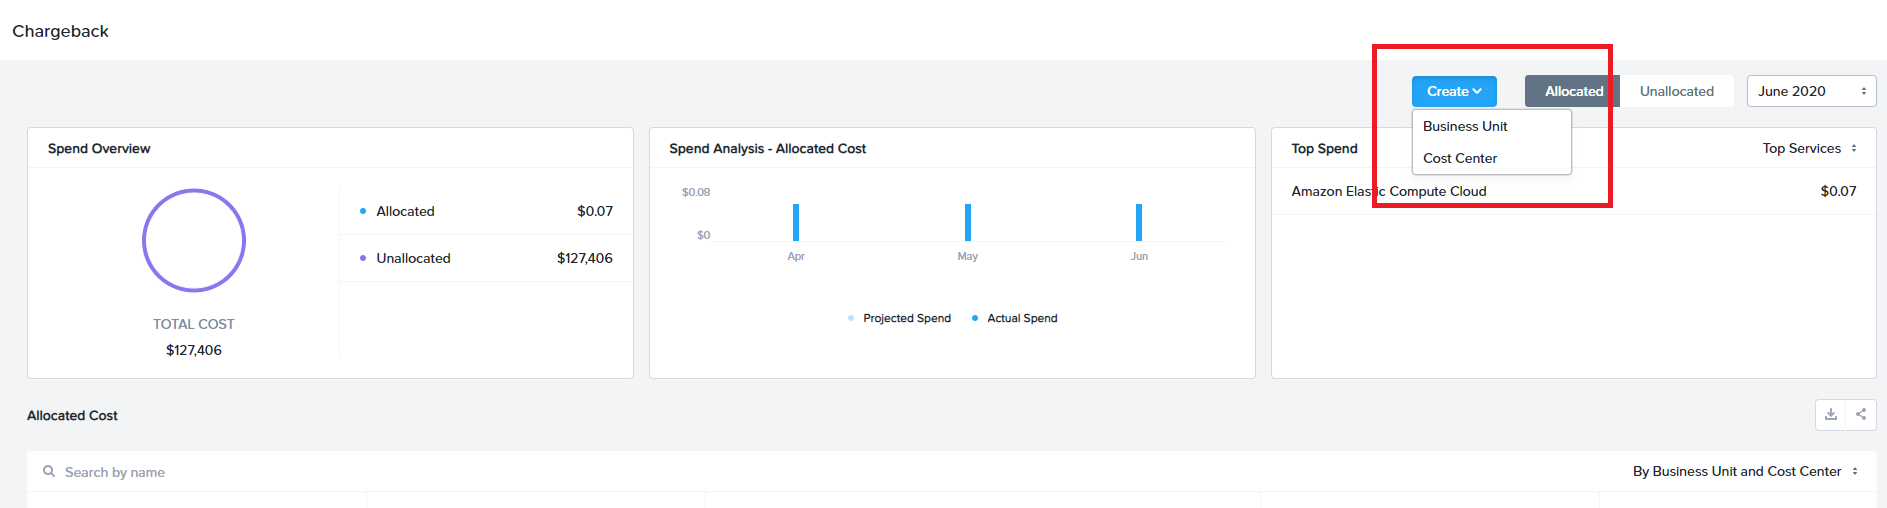 Chargeback
Create
Allocated
Unallocated
June 2020
Business Unit
Cost Center
Spend Overview
Allocated $0.07
Unallocated $127,406
TOTAL COST
$127,406
Spend Analysis - Allocated Cost
$0.08
$0
Apr May Jun
Projected Spend Actual Spend
Top Spend
Top Services
Amazon Elastic Compute Cloud $0.07
Allocated Cost
Search by name
By Business Unit and Cost Center